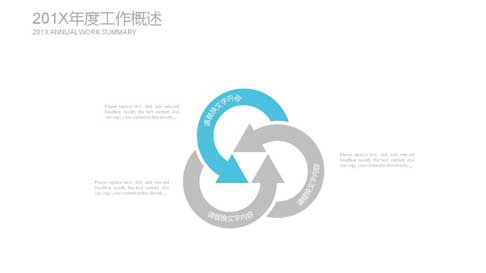 201X年度工作概述
201X ANNUAL WORK SUMMARY
请替换文字内容
Please replace text, click add relevant
headline, modify the text content, also
can copy your content to this directly.
请替换文字内容
Please replace text, click add relevant
headline, modify the text content, also
can copy your content to this directly.
Please replace text, click add relevant
headline, modify the text content, also
can copy your content to this directly.
请替换文字内容